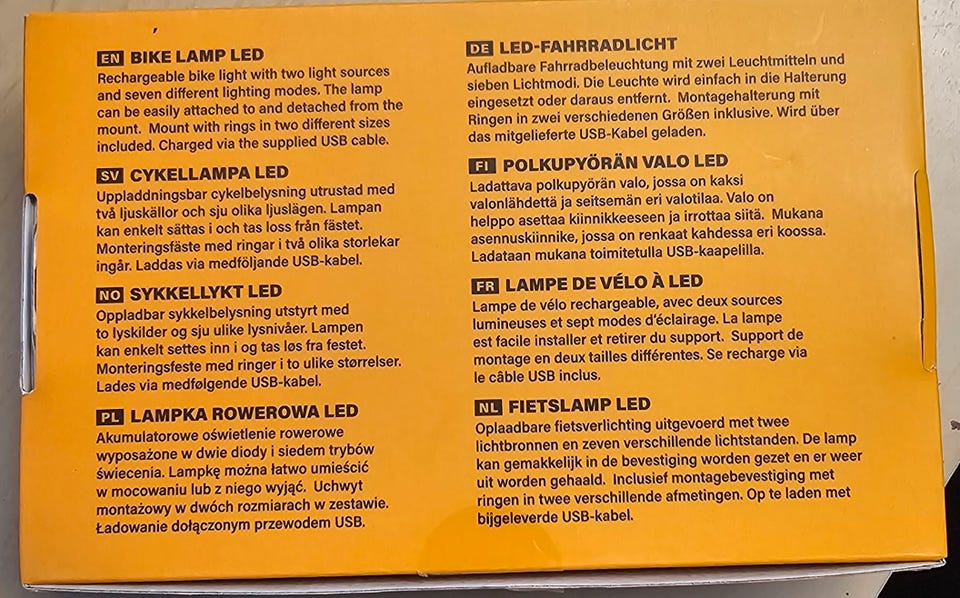 EN BIKE LAMP LED
Rechargeable bike light with two light sources
and seven different lighting modes. The lamp
can be easily attached to and detached from the
mount. Mount with rings in two different sizes
included. Charged via the supplied USB cable.
SV CYKELLAMPA LED
Uppladdningsbar cykelbelysning utrustad med
två ljuskällor och sju olika ljuslägen. Lampan
kan enkelt sättas i och tas loss från fästet.
Monteringsfäste med ringar i två olika storlekar
ingår. Laddas via medföljande USB-kabel.
NO SYKKELLYKT LED
Oppladbar sykkelbelysning utstyrt med
to lyskilder og sju ulike lysnivåer. Lampen
kan enkelt settes inn i og tas løs fra festet.
Monteringsfeste med ringer i to ulike størrelser.
Lades via medfølgende USB-kabel.
PL LAMPKA ROWEROWA LED
Akumulatorowe oświetlenie rowerowe
wyposażone w dwie diody i siedem trybów
świecenia. Lampkę można łatwo umieścić
w mocowaniu lub z niego wyjąć. Uchwyt
montażowy w dwóch rozmiarach w zestawie.
Ładowanie dołączonym przewodem USB.
DE LED-FAHRRADLICHT
Aufladbare Fahrradbeleuchtung mit zwei Leuchtmitteln und
sieben Lichtmodi. Die Leuchte wird einfach in die Halterung
eingesetzt oder daraus entfernt. Montagehalterung mit
Ringen in zwei verschiedenen Größen inklusive. Wird über
das mitgelieferte USB-Kabel geladen.
FI POLKUPYÖRÄN VALO LED
Ladattava polkupyörän valo, jossa on kaksi
valonlähdettä ja seitsemän eri valotilaa. Valo on
helppo asettaa kiinnikkeeseen ja irrottaa siitä. Mukana
asennuskiinnike, jossa on renkaat kahdessa eri koossa.
Ladataan mukana toimitetulla USB-kaapelilla.
FR LAMPE DE VÉLO À LED
Lampe de vélo rechargeable, avec deux sources
lumineuses et sept modes d'éclairage. La lampe
est facile installer et retirer du support. Support de
montage en deux tailles différentes. Se recharge via
le câble USB inclus.
NL FIETSLAMP LED
Oplaadbare fietsverlichting uitgevoerd met twee
lichtbronnen en zeven verschillende lichtstanden. De lamp
kan gemakkelijk in de bevestiging worden gezet en er weer
uit worden gehaald. Inclusief montagebevestiging met
ringen in twee verschillende afmetingen. Op te laden met
bijgeleverde USB-kabel.